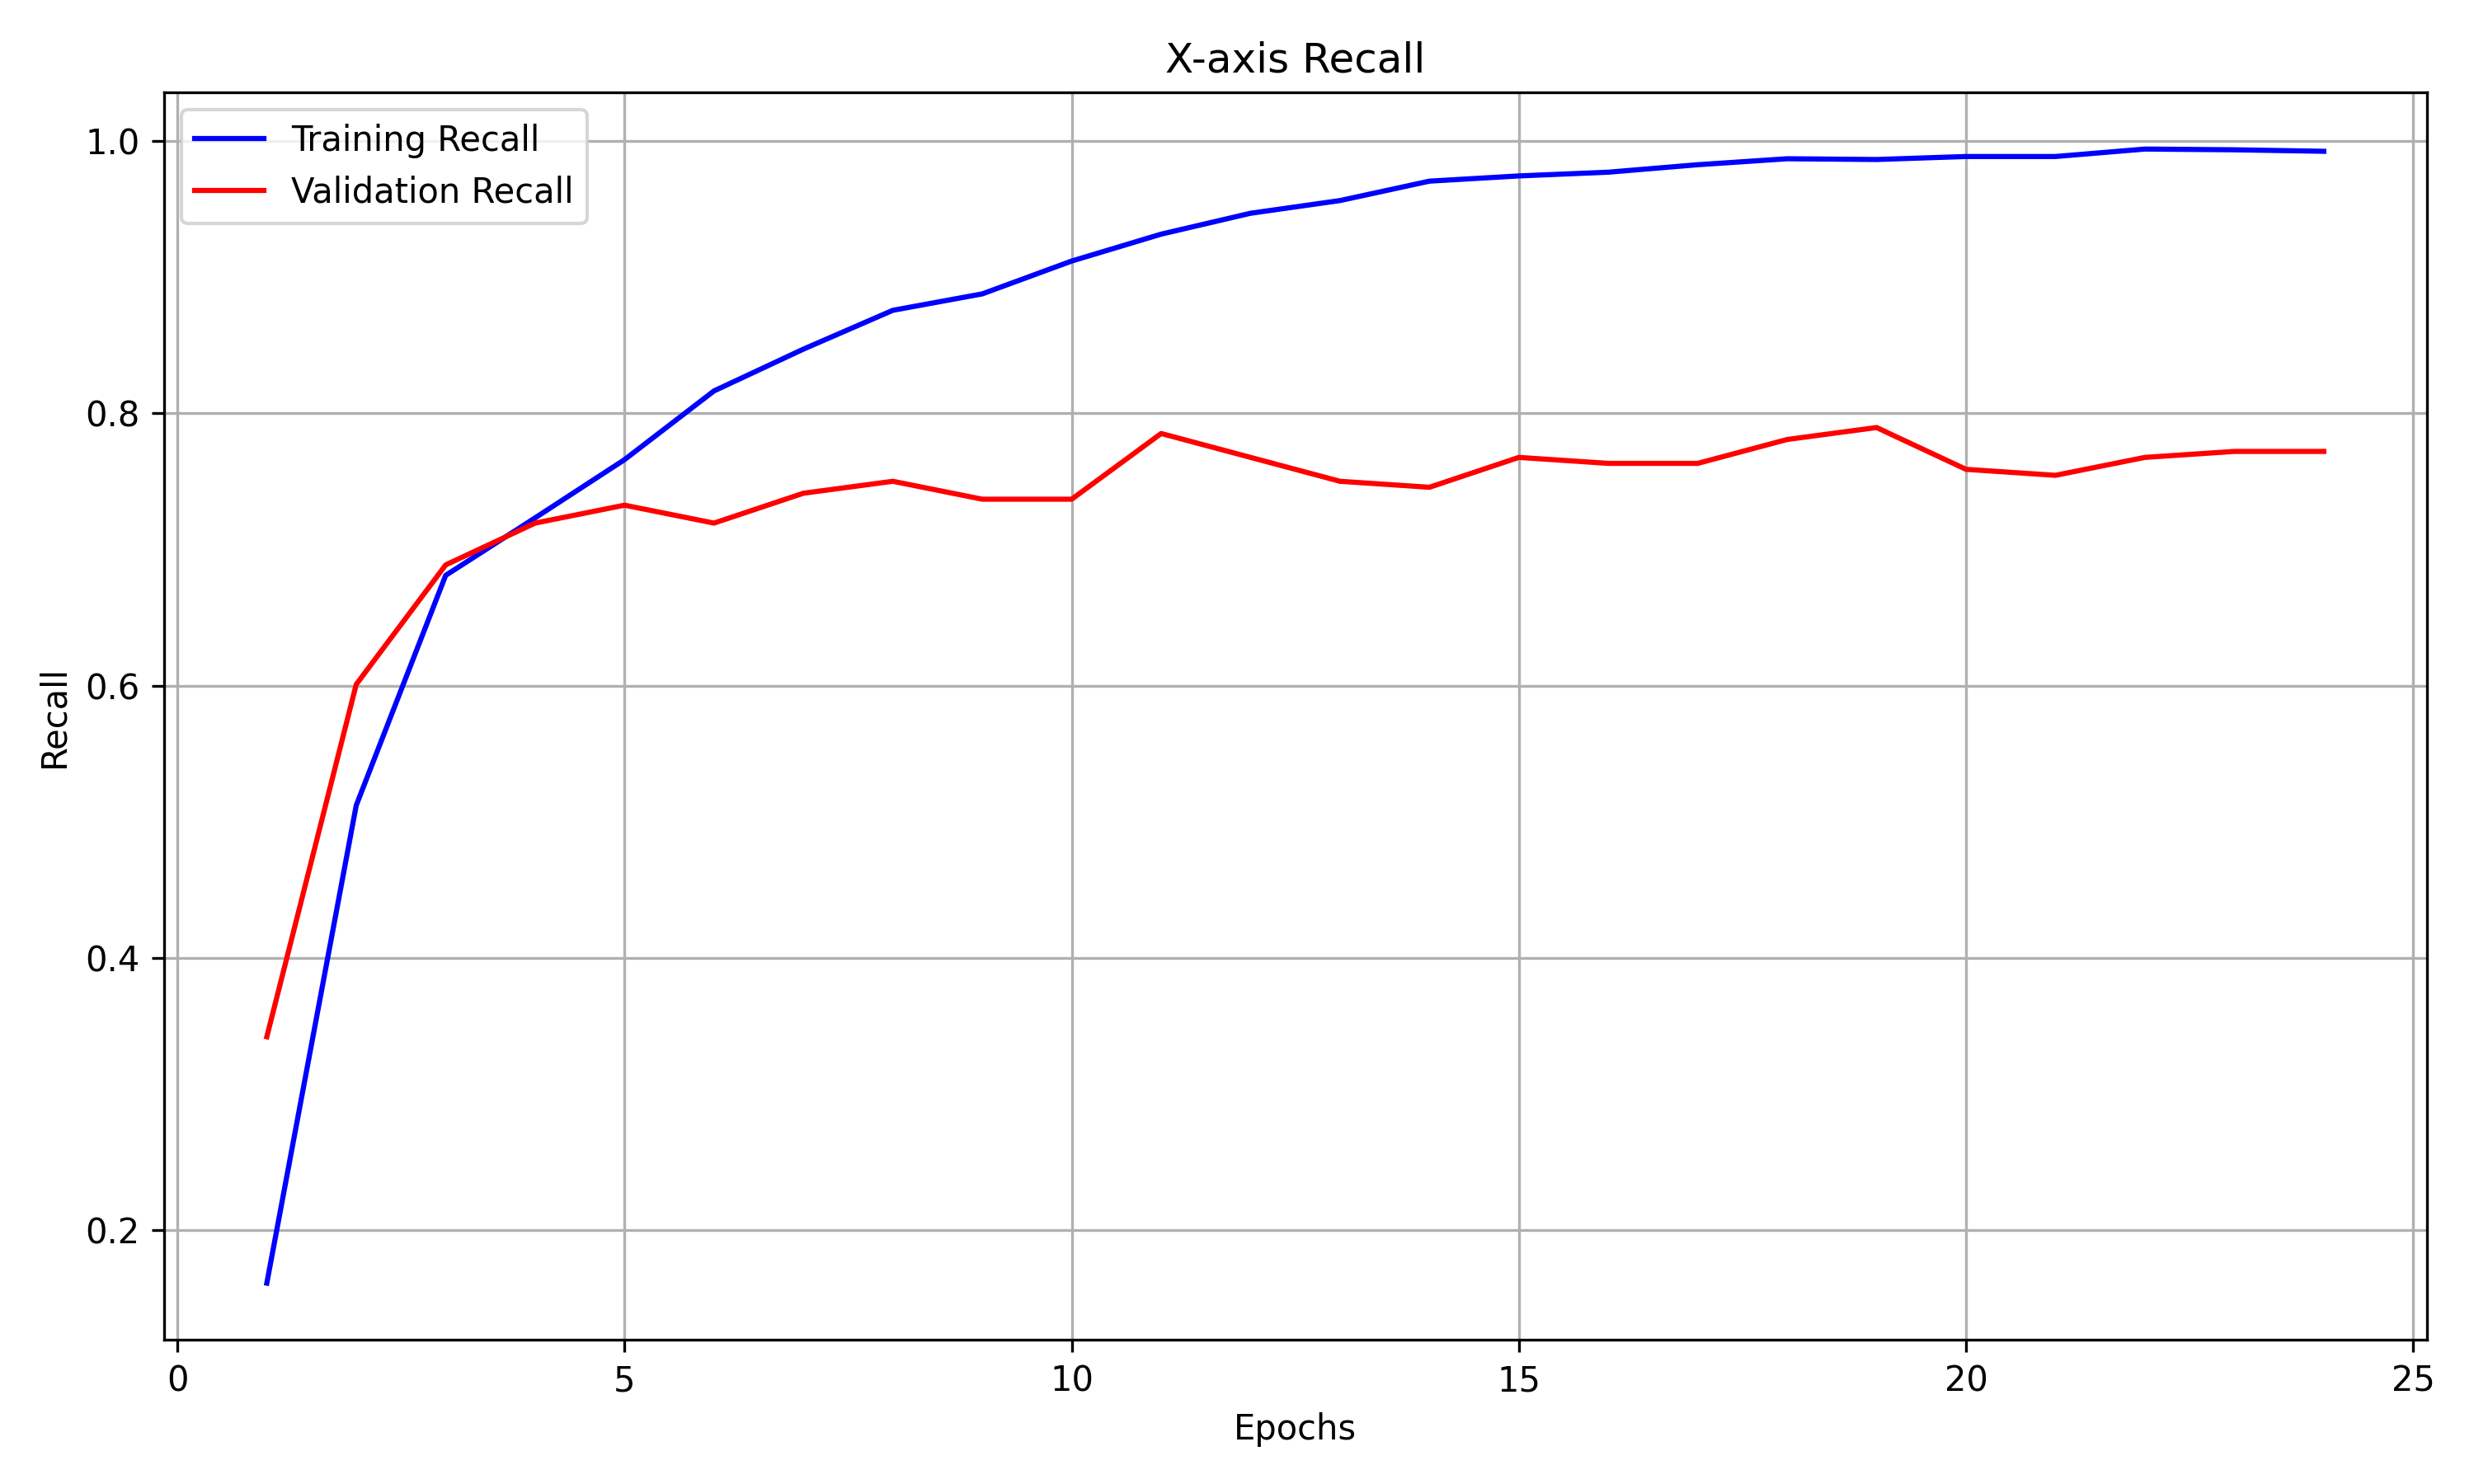 X-axis Recall
Training Recall
Validation Recall
1.0
0.8
0.6
0.4
0.2
Recall
0 5 10 15 20 25
Epochs